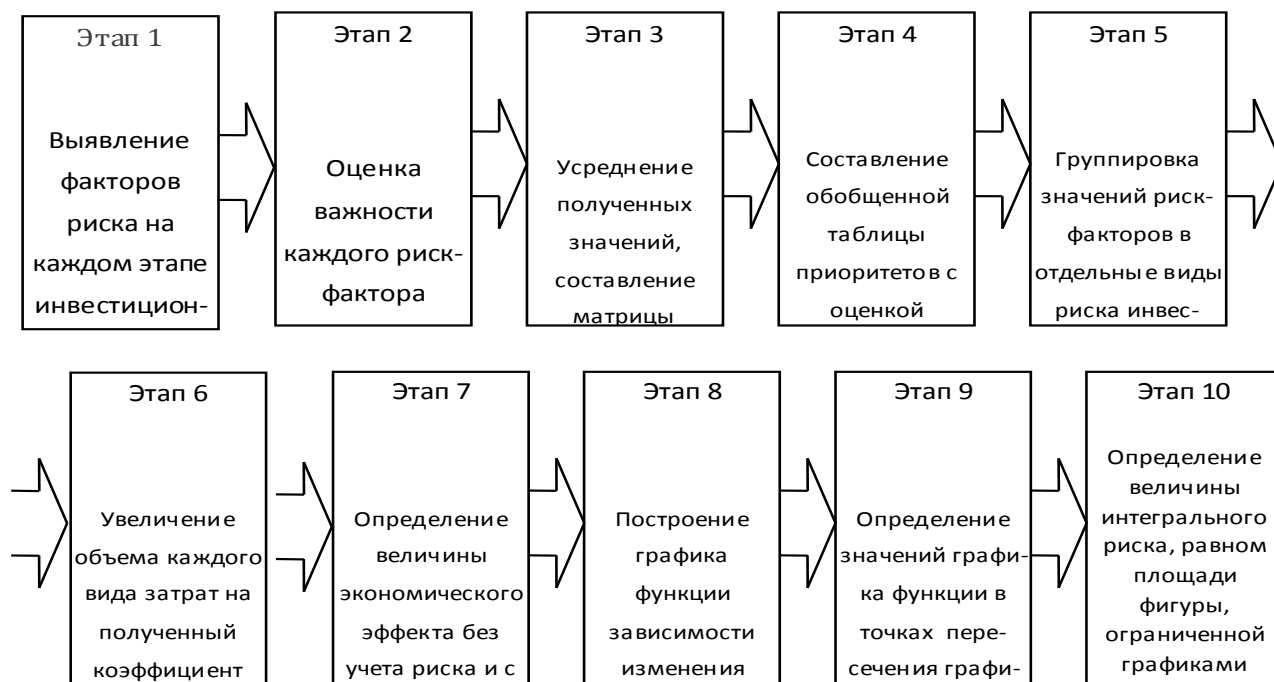 Этап 1
Выявление
факторов
риска на
каждом этапе
инвестицион-
Этап 2
Оценка
важности
каждого риск-
фактора
Этап 3
Усреднение
полученных
значений,
составление
матрицы
Этап 4
Составление
обобщенной
таблицы
приоритетов с
оценкой
Этап 5
Группировка
значений риск-
факторов в
отдельные виды
риска инвес-
Этап 6
Увеличение
объема каждого
вида затрат на
полученный
коэффициент
Этап 7
Определение
величины
экономического
эффекта без
учета риска и с
Этап 8
Построение
графика
функции
зависимости
изменения
Этап 9
Определение
значений графи-
ка функции в
точках пере-
сечения графи-
Этап 10
Определение
величины
интегрального
риска, равном
площади
фигуры,
ограниченной
графиками